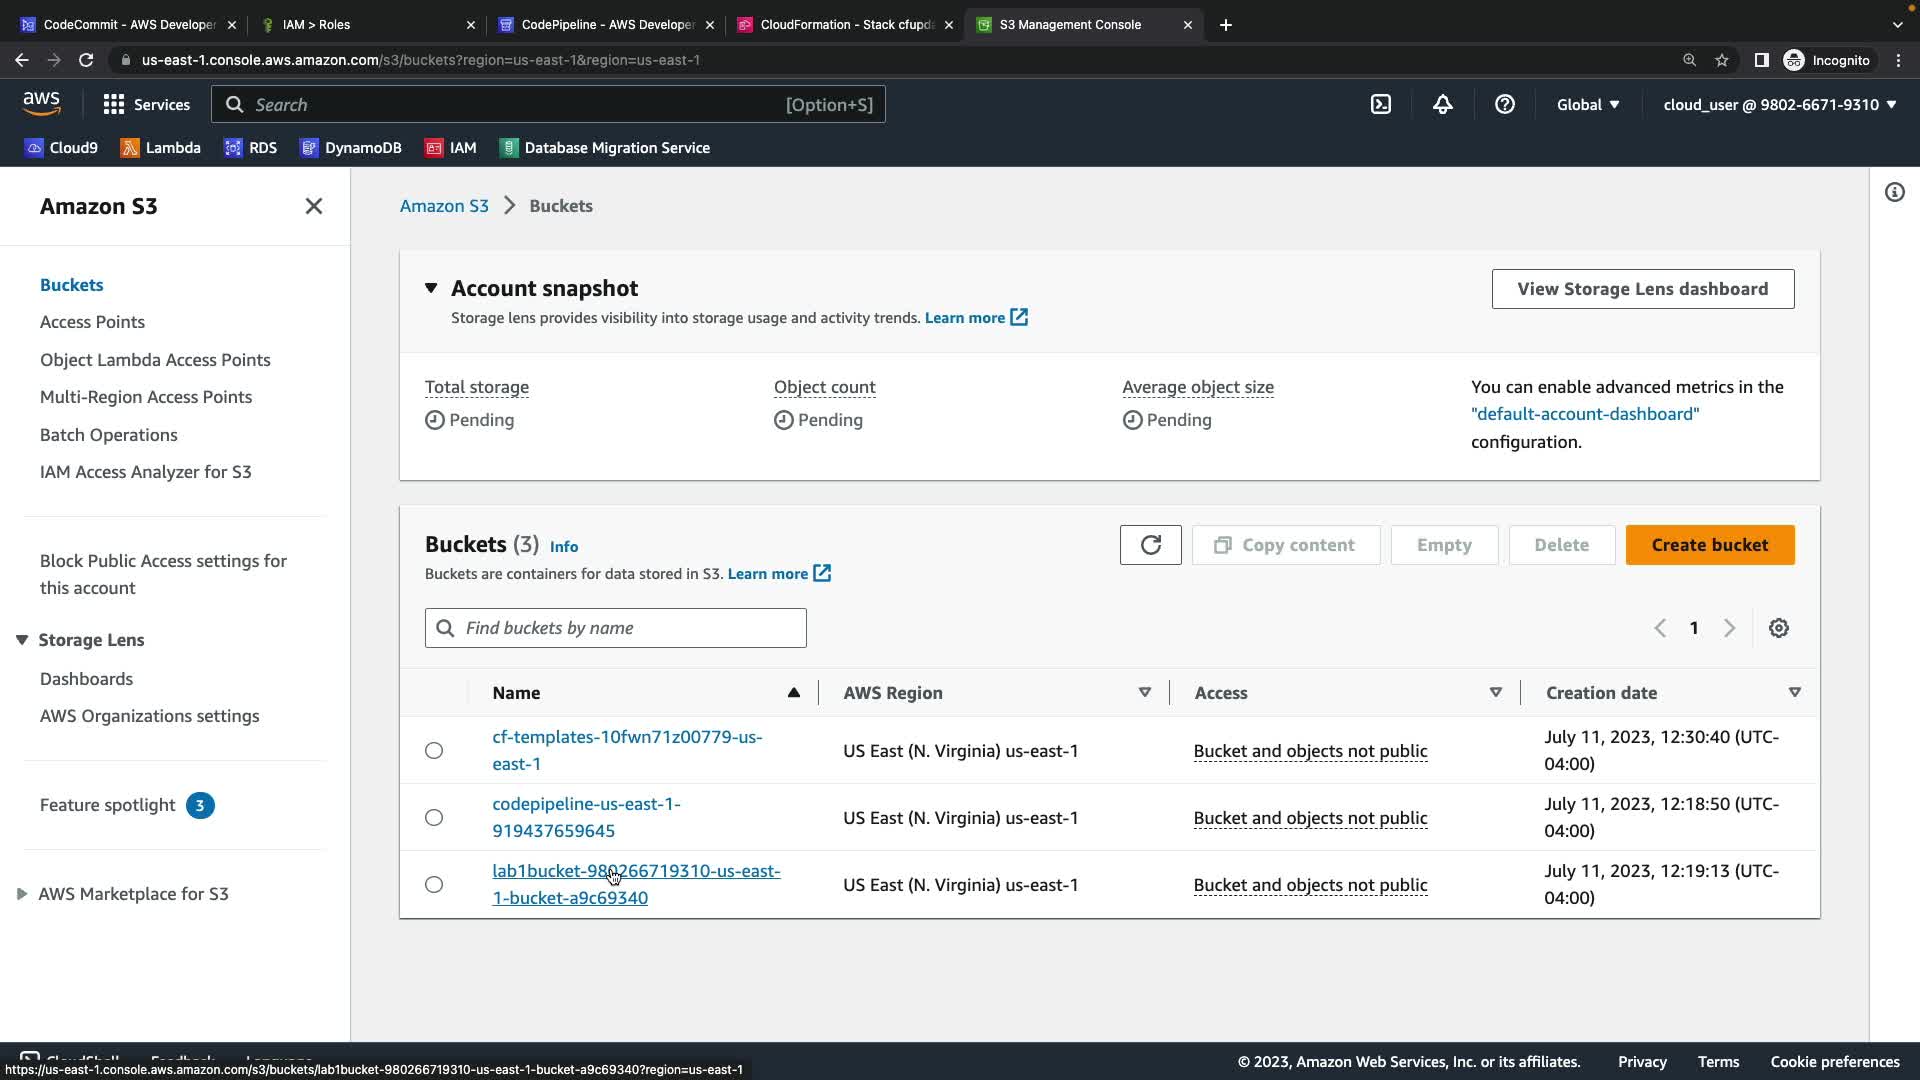 CodeCommit - AWS Developer
IAM > Roles
CodePipeline - AWS Developer
CloudFormation - Stack cfupda
S3 Management Console
us-east-1.console.aws.amazon.com/s3/buckets?region=us-east-1&region=us-east-1
Incognito
aws
Services
Search
[Option+S]
Global
cloud_user @ 9802-6671-9310
Cloud9
Lambda
RDS
DynamoDB
IAM
Database Migration Service
Amazon S3
Buckets
Access Points
Object Lambda Access Points
Multi-Region Access Points
Batch Operations
IAM Access Analyzer for S3
Block Public Access settings for
this account
Storage Lens
Dashboards
AWS Organizations settings
Feature spotlight 3
AWS Marketplace for S3
Amazon S3 > Buckets
Account snapshot
Storage lens provides visibility into storage usage and activity trends. Learn more
View Storage Lens dashboard
Total storage
Pending
Object count
Pending
Average object size
Pending
You can enable advanced metrics in the
"default-account-dashboard"
configuration.
Buckets (3) Info
Buckets are containers for data stored in S3. Learn more
Copy content
Empty
Delete
Create bucket
Find buckets by name
1
Name
AWS Region
Access
Creation date
cf-templates-10fwn71z00779-us-
east-1
US East (N. Virginia) us-east-1
Bucket and objects not public
July 11, 2023, 12:30:40 (UTC-
04:00)
codepipeline-us-east-1-
919437659645
US East (N. Virginia) us-east-1
Bucket and objects not public
July 11, 2023, 12:18:50 (UTC-
04:00)
lab1bucket-980266719310-us-east-
1-bucket-a9c69340
US East (N. Virginia) us-east-1
Bucket and objects not public
July 11, 2023, 12:19:13 (UTC-
04:00)
CloudShell
Feedback
Language
https://us-east-1.console.aws.amazon.com/s3/buckets/lab1bucket-980266719310-us-east-1-bucket-a9c69340?region=us-east-1
© 2023, Amazon Web Services, Inc. or its affiliates.
Privacy
Terms
Cookie preferences